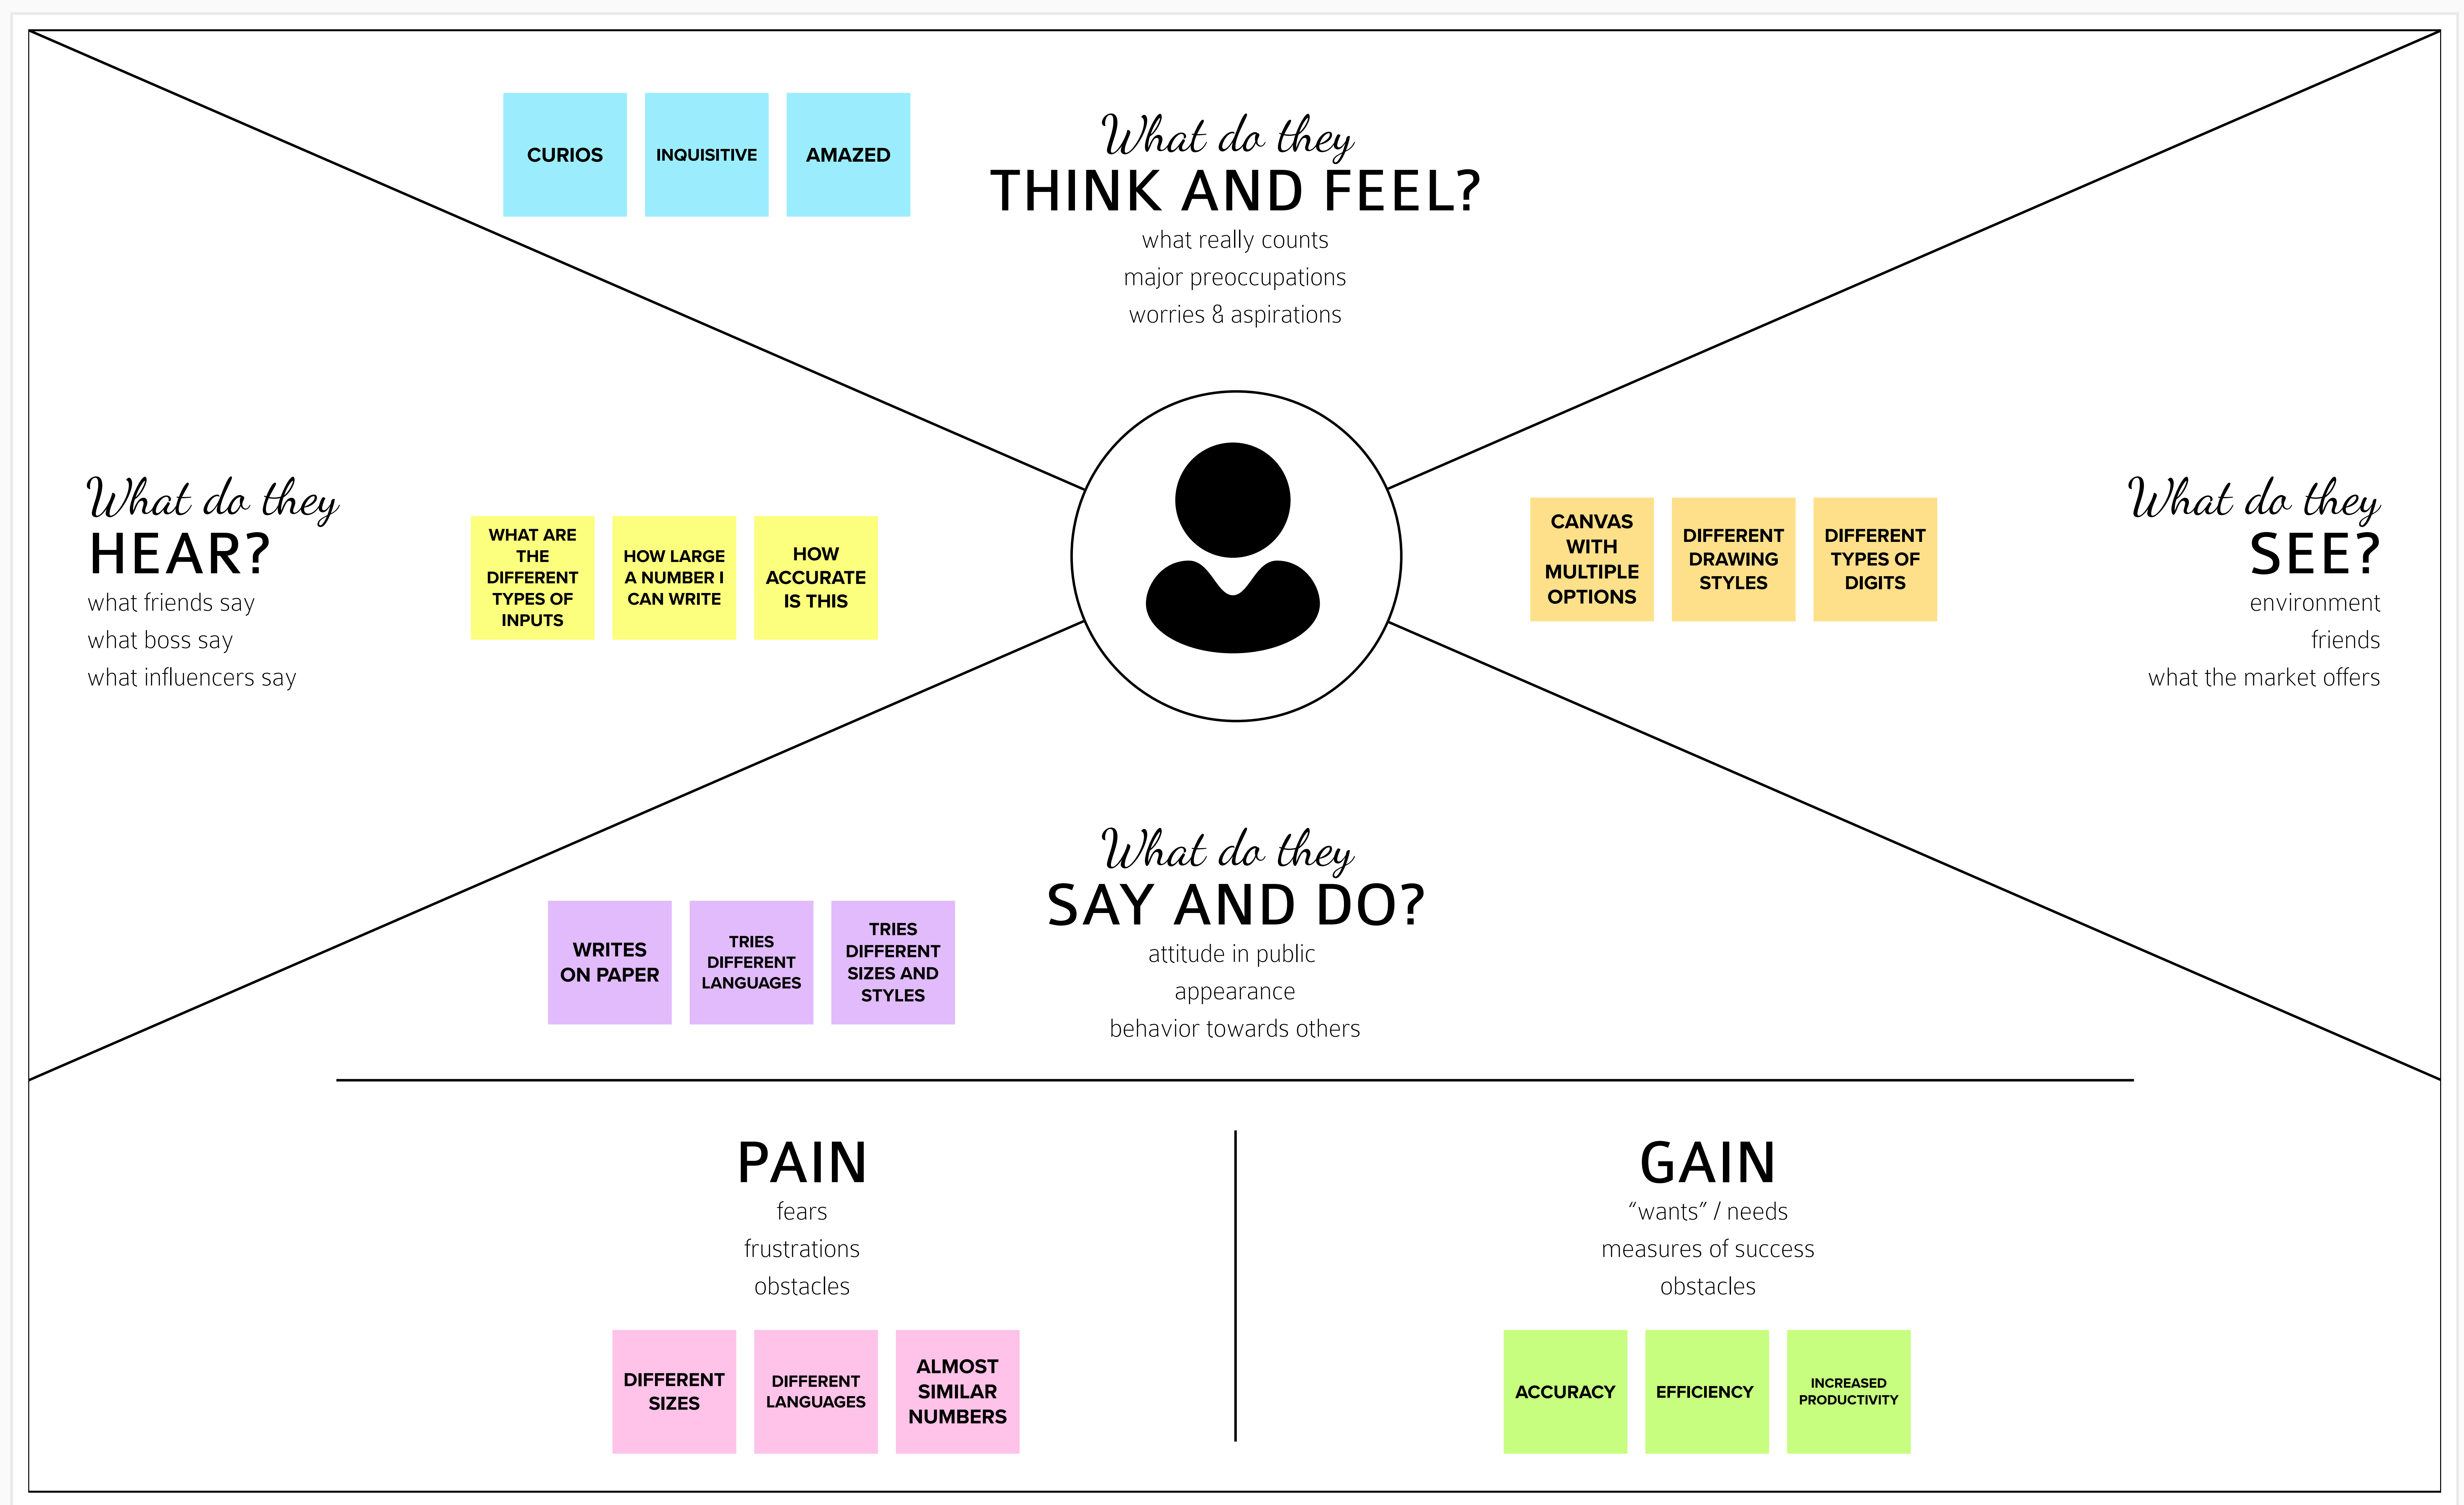 CURIOS
INQUISITIVE
AMAZED
What do they
THINK AND FEEL?
what really counts
major preoccupations
worries & aspirations
What do they
HEAR?
what friends say
what boss say
what influencers say
WHAT ARE
THE
DIFFERENT
TYPES OF
INPUTS
HOW LARGE
A NUMBER I
CAN WRITE
HOW
ACCURATE
IS THIS
CANVAS
WITH
MULTIPLE
OPTIONS
DIFFERENT
DRAWING
STYLES
DIFFERENT
TYPES OF
DIGITS
What do they
SEE?
environment
friends
what the market offers
WRITES
ON PAPER
TRIES
DIFFERENT
LANGUAGES
TRIES
DIFFERENT
SIZES AND
STYLES
What do they
SAY AND DO?
attitude in public
appearance
behavior towards others
PAIN
fears
frustrations
obstacles
DIFFERENT
SIZES
DIFFERENT
LANGUAGES
ALMOST
SIMILAR
NUMBERS
GAIN
“wants” / needs
measures of success
obstacles
ACCURACY
EFFICIENCY
INCREASED
PRODUCTIVITY